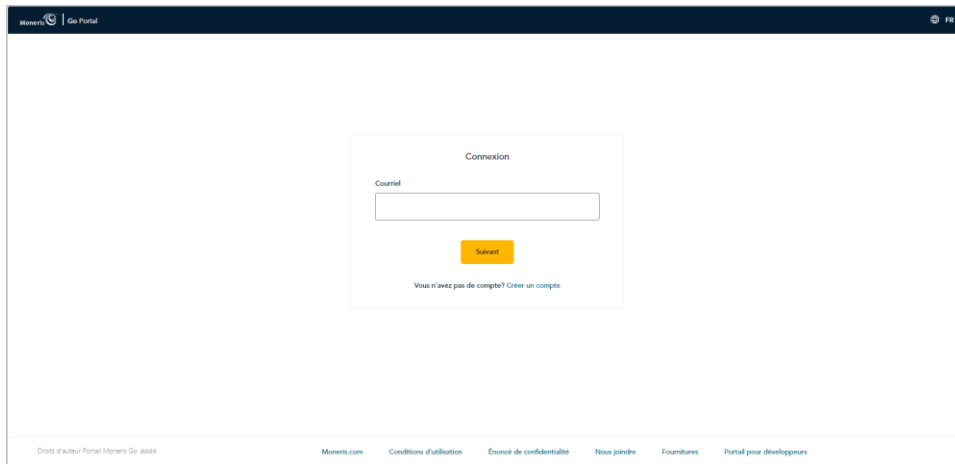 Moneris Go Portal
FR
Connexion
Courriel
Suivant
Vous n'avez pas de compte? Créer un compte
Droits d'auteur Portail Moneris Go aaaa
Moneris.com Conditions d'utilisation Énoncé de confidentialité Nous joindre Fournitures Portail pour développeurs